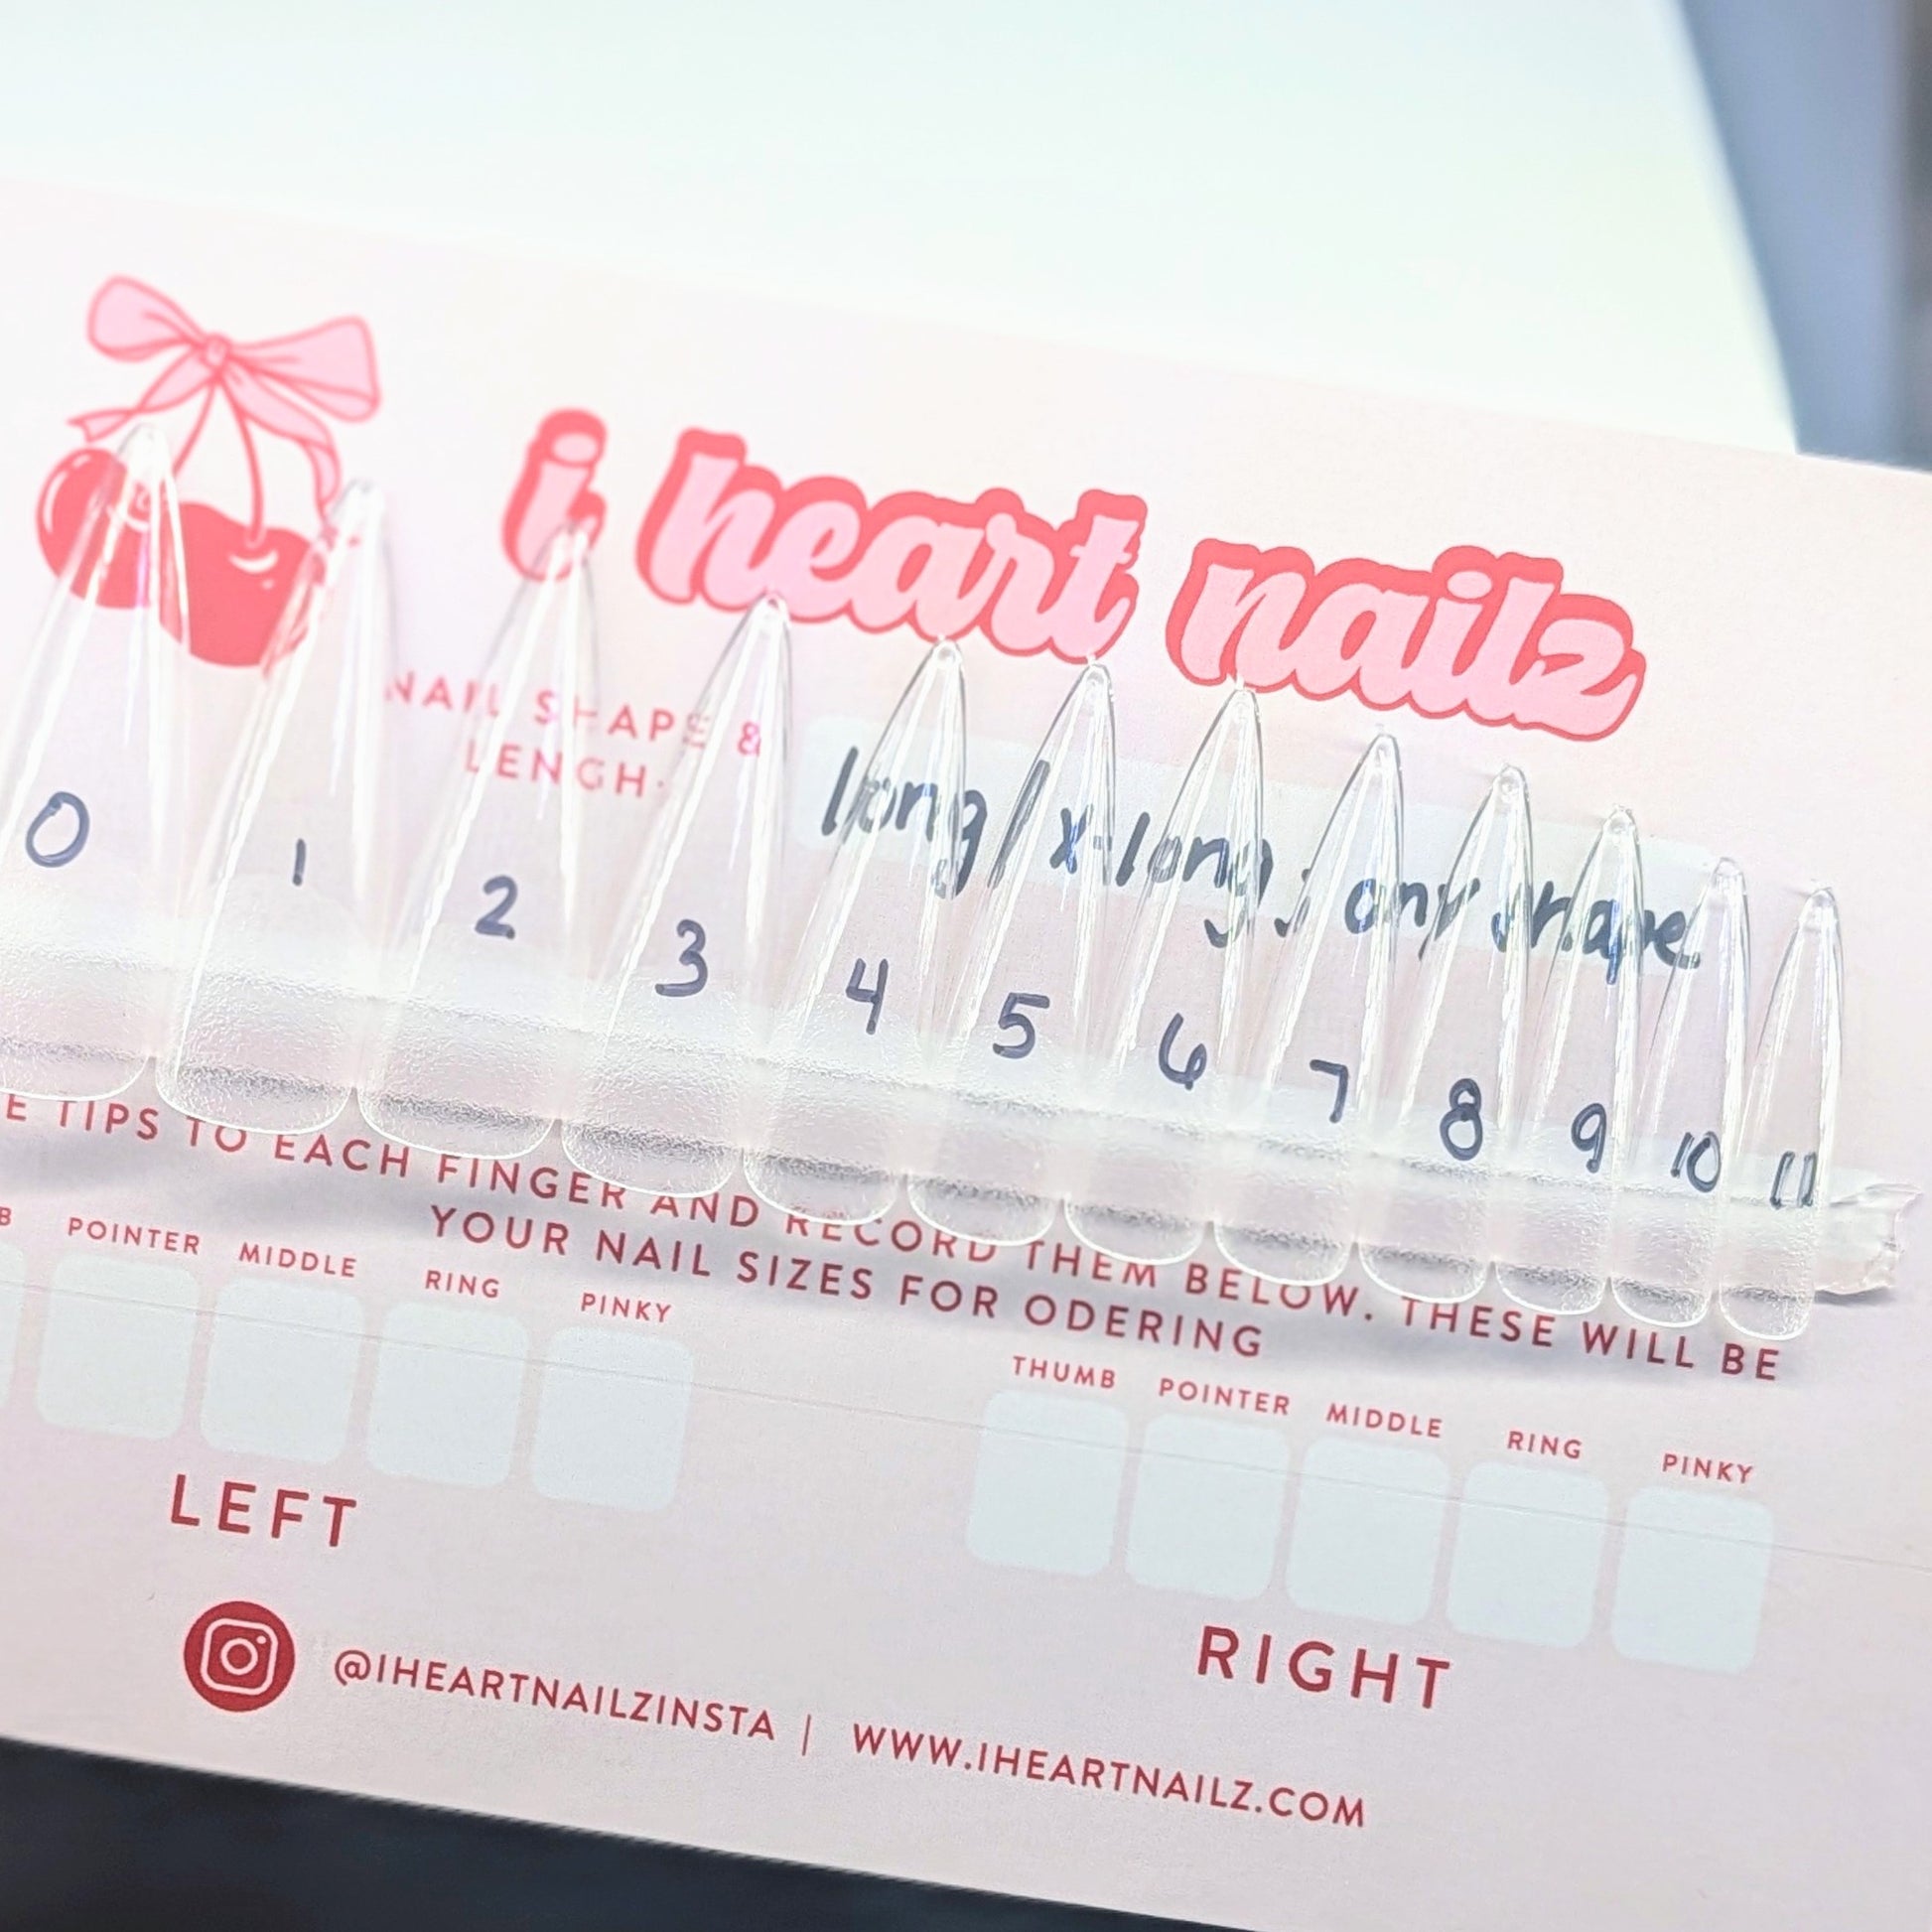 i heart nailz
NAIL SHAPE &
LENGH:
long / x-long, any shape
0 1 2 3 4 5 6 7 8 9 10 11
TIPS TO EACH FINGER AND RECORD THEM BELOW. THESE WILL BE
YOUR NAIL SIZES FOR ODERING
POINTER MIDDLE RING PINKY
LEFT
THUMB POINTER MIDDLE RING PINKY
RIGHT
@IHEARTNAILZINSTA | WWW.IHEARTNAILZ.COM